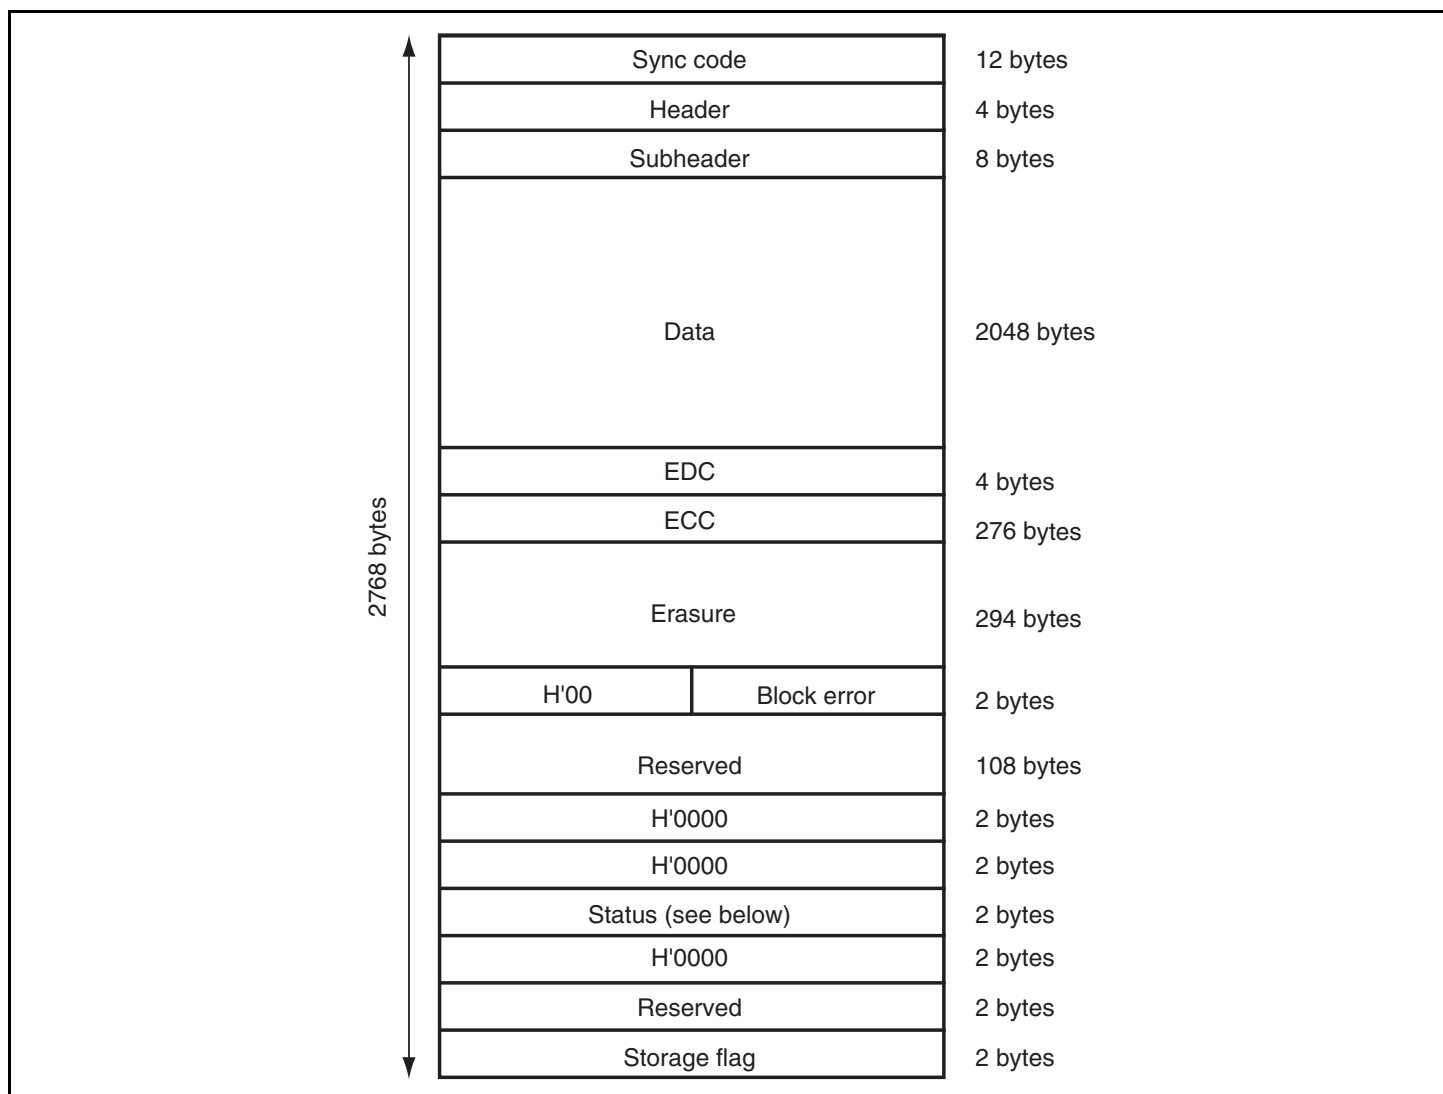 Sync code 12 bytes
Header 4 bytes
Subheader 8 bytes
Data 2048 bytes
EDC 4 bytes
ECC 276 bytes
2768 bytes
Erasure 294 bytes
H'00 Block error 2 bytes
Reserved 108 bytes
H'0000 2 bytes
H'0000 2 bytes
Status (see below) 2 bytes
H'0000 2 bytes
Reserved 2 bytes
Storage flag 2 bytes